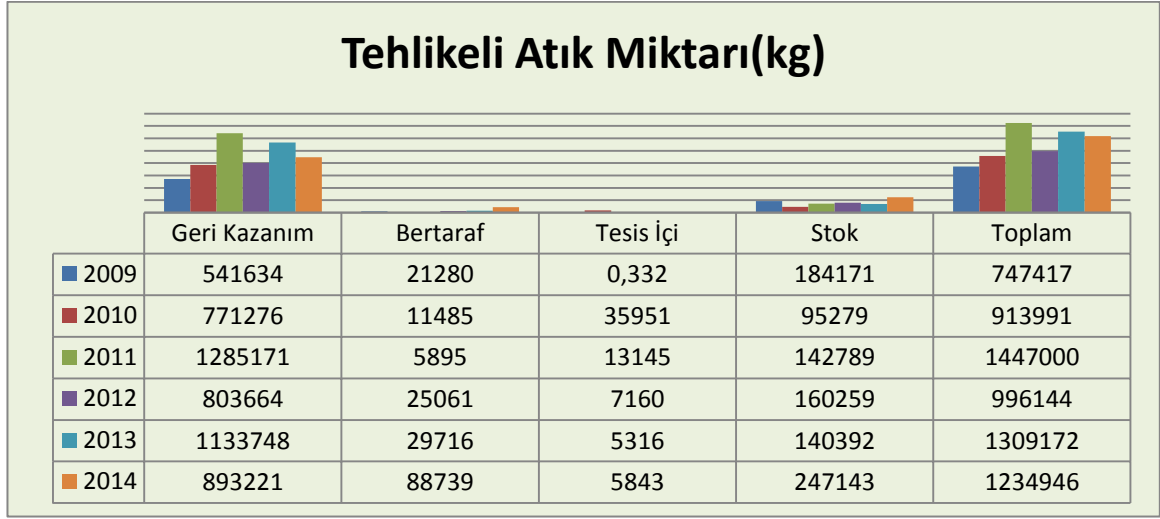 Tehlikeli Atık Miktarı(kg)
Geri Kazanım Bertaraf Tesis İçi Stok Toplam
2009 541634 21280 0,332 184171 747417
2010 771276 11485 35951 95279 913991
2011 1285171 5895 13145 142789 1447000
2012 803664 25061 7160 160259 996144
2013 1133748 29716 5316 140392 1309172
2014 893221 88739 5843 247143 1234946